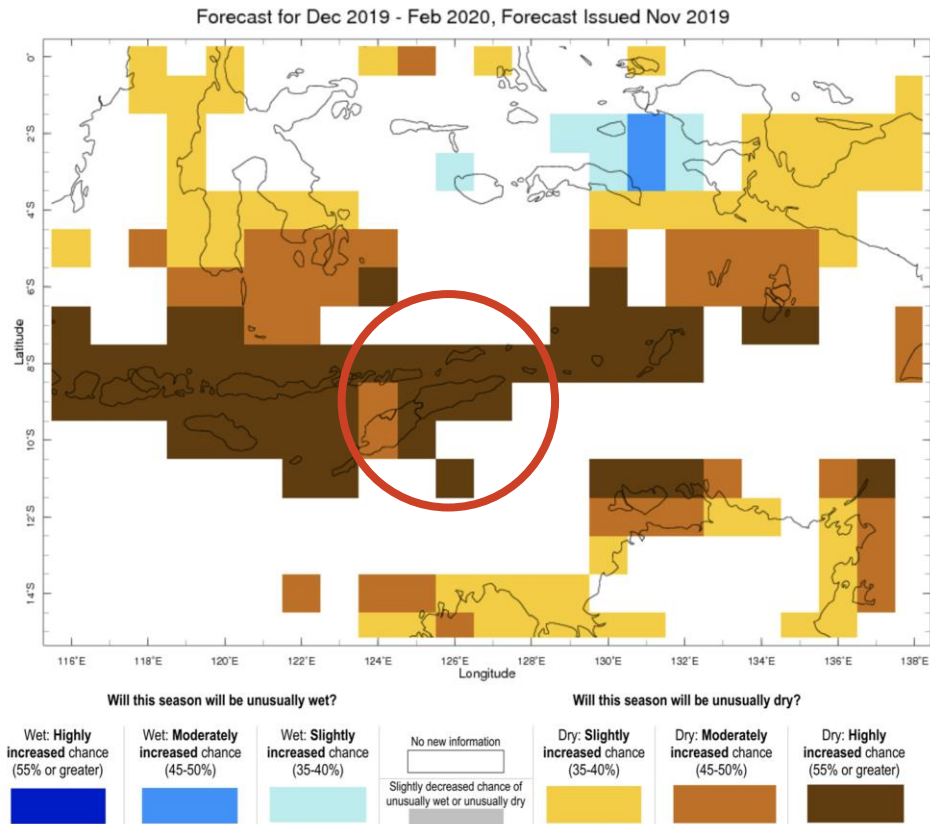 Forecast for Dec 2019 - Feb 2020, Forecast Issued Nov 2019
0°
2°S
4°S
6°S
8°S
10°S
12°S
14°S
Latitude
116°E 118°E 120°E 122°E 124°E 126°E 128°E 130°E 132°E 134°E 136°E 138°E
Longitude
Will this season will be unusually wet?
Will this season will be unusually dry?
Wet: Highly
increased chance
(55% or greater)
Wet: Moderately
increased chance
(45-50%)
Wet: Slightly
increased chance
(35-40%)
No new information
Slightly decreased chance of
unusually wet or unusually dry
Dry: Slightly
increased chance
(35-40%)
Dry: Moderately
increased chance
(45-50%)
Dry: Highly
increased chance
(55% or greater)